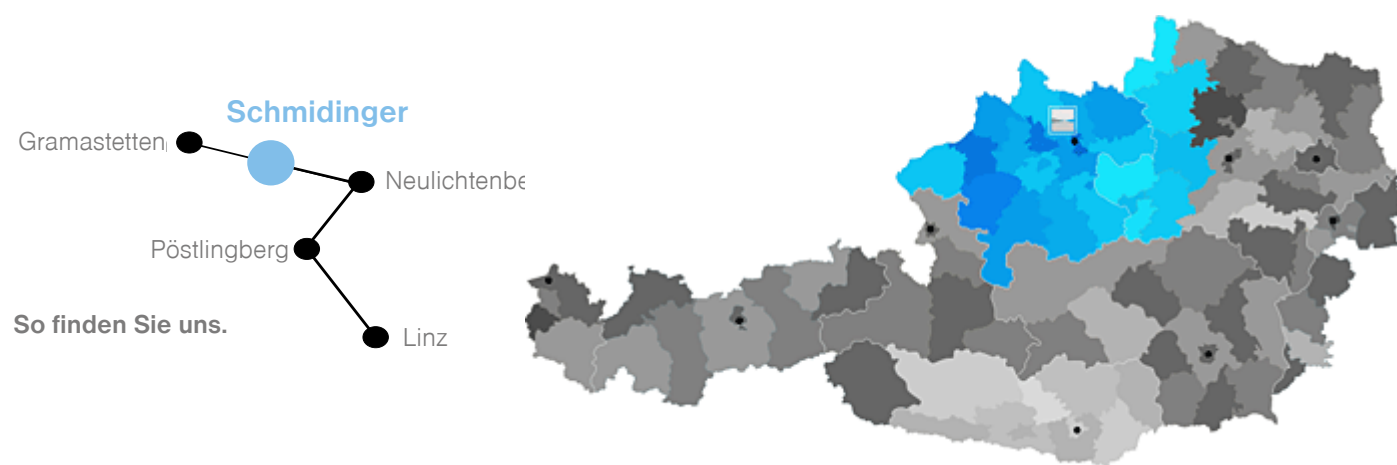 Schmidinger
Gramastetten
Neulichtenbe
Pöstlingberg
So finden Sie uns.
Linz